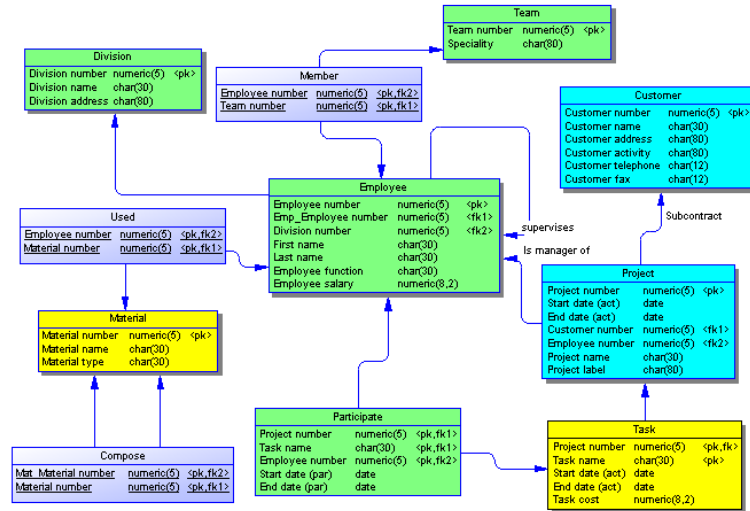 Team
Team number numeric(5) <pk>
Speciality char(80)
Division
Division number numeric(5) <pk>
Division name char(30)
Division address char(80)
Member
Employee number numeric(5) <pk,fk2>
Team number numeric(5) <pk,fk1>
Customer
Customer number numeric(5) <pk>
Customer name char(30)
Customer address char(80)
Customer activity char(80)
Customer telephone char(12)
Customer fax char(12)
Employee
Employee number numeric(5) <pk>
Emp_Employee number numeric(5) <fk1>
Division number numeric(5) <fk2>
First name char(30)
Last name char(30)
Employee function char(30)
Employee salary numeric(8,2)
Used
Employee number numeric(5) <pk,fk2>
Material number numeric(5) <pk,fk1>
supervises
Subcontract
Is manager of
Project
Project number numeric(5) <pk>
Start date (act) date
End date (act) date
Customer number numeric(5) <fk1>
Employee number numeric(5) <fk2>
Project name char(30)
Project label char(80)
Material
Material number numeric(5) <pk>
Material name char(30)
Material type char(30)
Participate
Project number numeric(5) <pk,fk1>
Task name char(30) <pk,fk1>
Employee number numeric(5) <pk,fk2>
Start date (par) date
End date (par) date
Task
Project number numeric(5) <pk,fk>
Task name char(30) <pk>
Start date (act) date
End date (act) date
Task cost numeric(8,2)
Compose
Mat_Material number numeric(5) <pk,fk2>
Material number numeric(5) <pk,fk1>